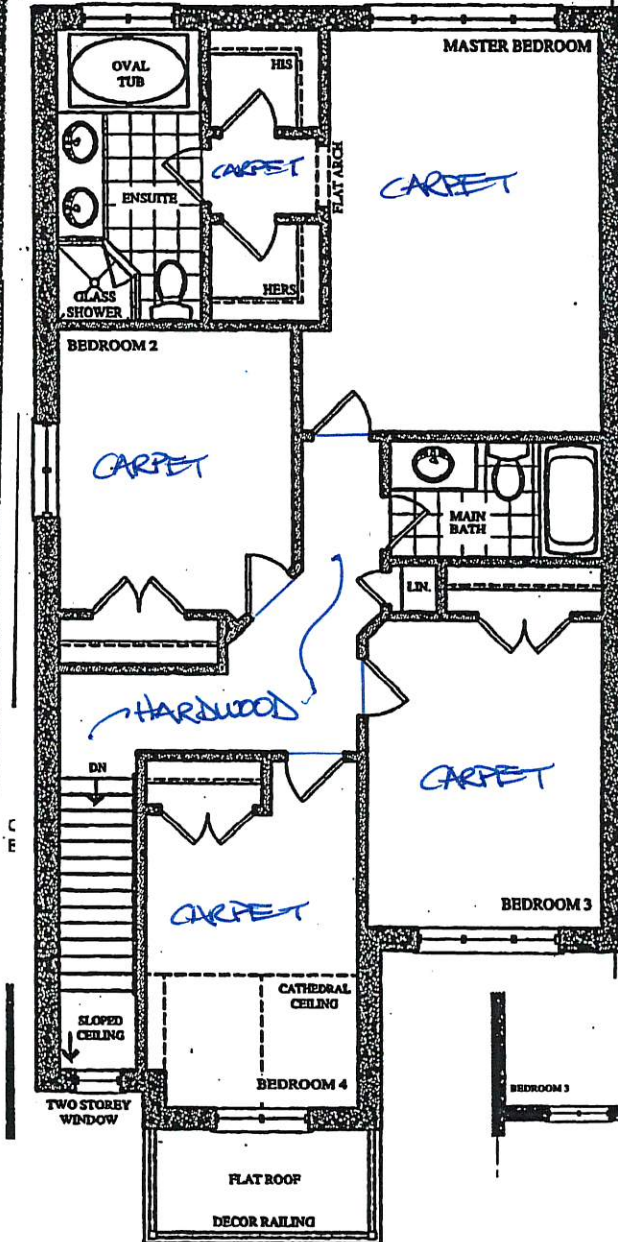 OVAL
TUB
HIS
MASTER BEDROOM
CARPET
FLAT ARCH
CARPET
ENSUITE
HERS
GLASS
SHOWER
BEDROOM 2
CARPET
MAIN
BATH
LIN.
HARDWOOD
DN
CARPET
CARPET
BEDROOM 3
CATHEDRAL
CEILING
SLOPED
CEILING
BEDROOM 4
TWO STOREY
WINDOW
BEDROOM 3
FLAT ROOF
DECOR RAILING